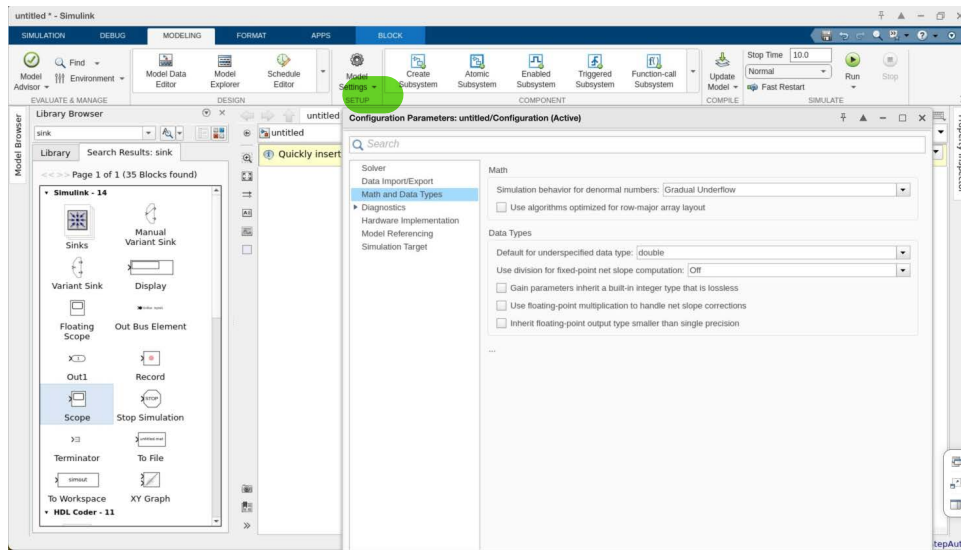 untitled * - Simulink
SIMULATION DEBUG MODELING FORMAT APPS BLOCK
Model Advisor
Find
Environment
Model Data Editor
Model Explorer
Schedule Editor
Model Settings
Create Subsystem
Atomic Subsystem
Enabled Subsystem
Triggered Subsystem
Function-call Subsystem
Update Model
Stop Time 10.0
Normal
Fast Restart
Run
Stop
EVALUATE & MANAGE DESIGN SETUP COMPONENT COMPILE SIMULATE
Model Browser
Library Browser
sink
Library Search Results: sink
<< >> Page 1 of 1 (35 Blocks found)
Simulink - 14
Sinks
Manual Variant Sink
Variant Sink
Display
Floating Scope
Out Bus Element
1
Out1
Record
Scope
STOP
Stop Simulation
Terminator
untitled.mat
To File
simout
To Workspace
XY Graph
HDL Coder - 11
untitled
untitled
Quickly insert
Configuration Parameters: untitled/Configuration (Active)
Search
Solver
Data Import/Export
Math and Data Types
Diagnostics
Hardware Implementation
Model Referencing
Simulation Target
Math
Simulation behavior for denormal numbers: Gradual Underflow
Use algorithms optimized for row-major array layout
Data Types
Default for underspecified data type: double
Use division for fixed-point net slope computation: Off
Gain parameters inherit a built-in integer type that is lossless
Use floating-point multiplication to handle net slope corrections
Inherit floating-point output type smaller than single precision
...
tepAut